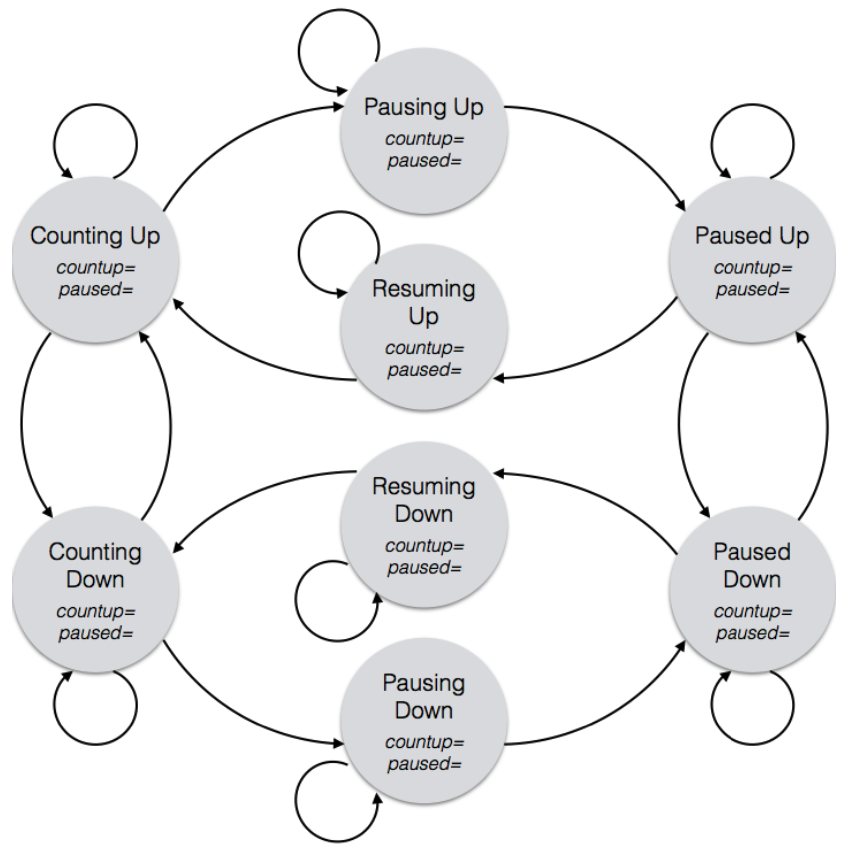 Pausing Up
countup=
paused=
Counting Up
countup=
paused=
Paused Up
countup=
paused=
Resuming
Up
countup=
paused=
Resuming
Down
countup=
paused=
Counting
Down
countup=
paused=
Paused
Down
countup=
paused=
Pausing
Down
countup=
paused=